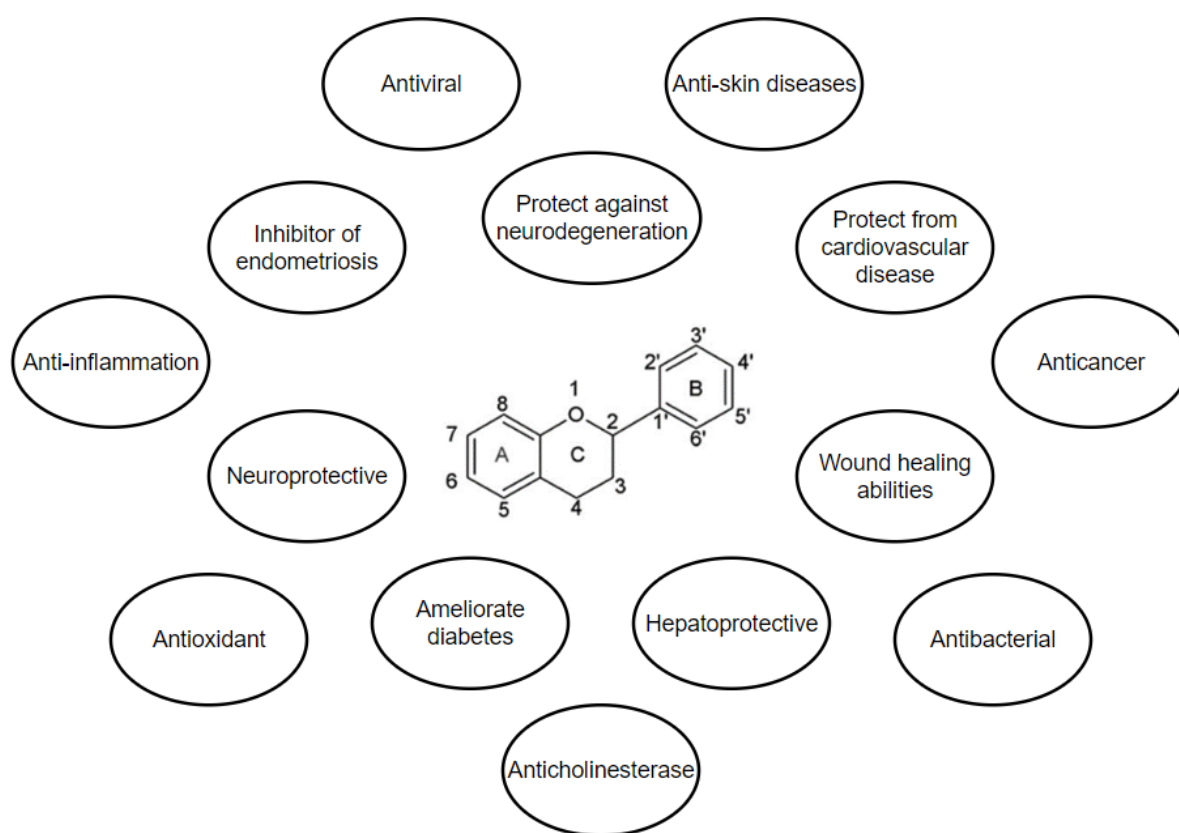 Antiviral
Anti-skin diseases
Protect against
neurodegeneration
Inhibitor of
endometriosis
Protect from
cardiovascular
disease
Anti-inflammation
Anticancer
3'
2'
4'
B
1
8
O
2
1'
5'
6'
7
A
C
6
3
5
4
Neuroprotective
Wound healing
abilities
Ameliorate
diabetes
Hepatoprotective
Antioxidant
Antibacterial
Anticholinesterase